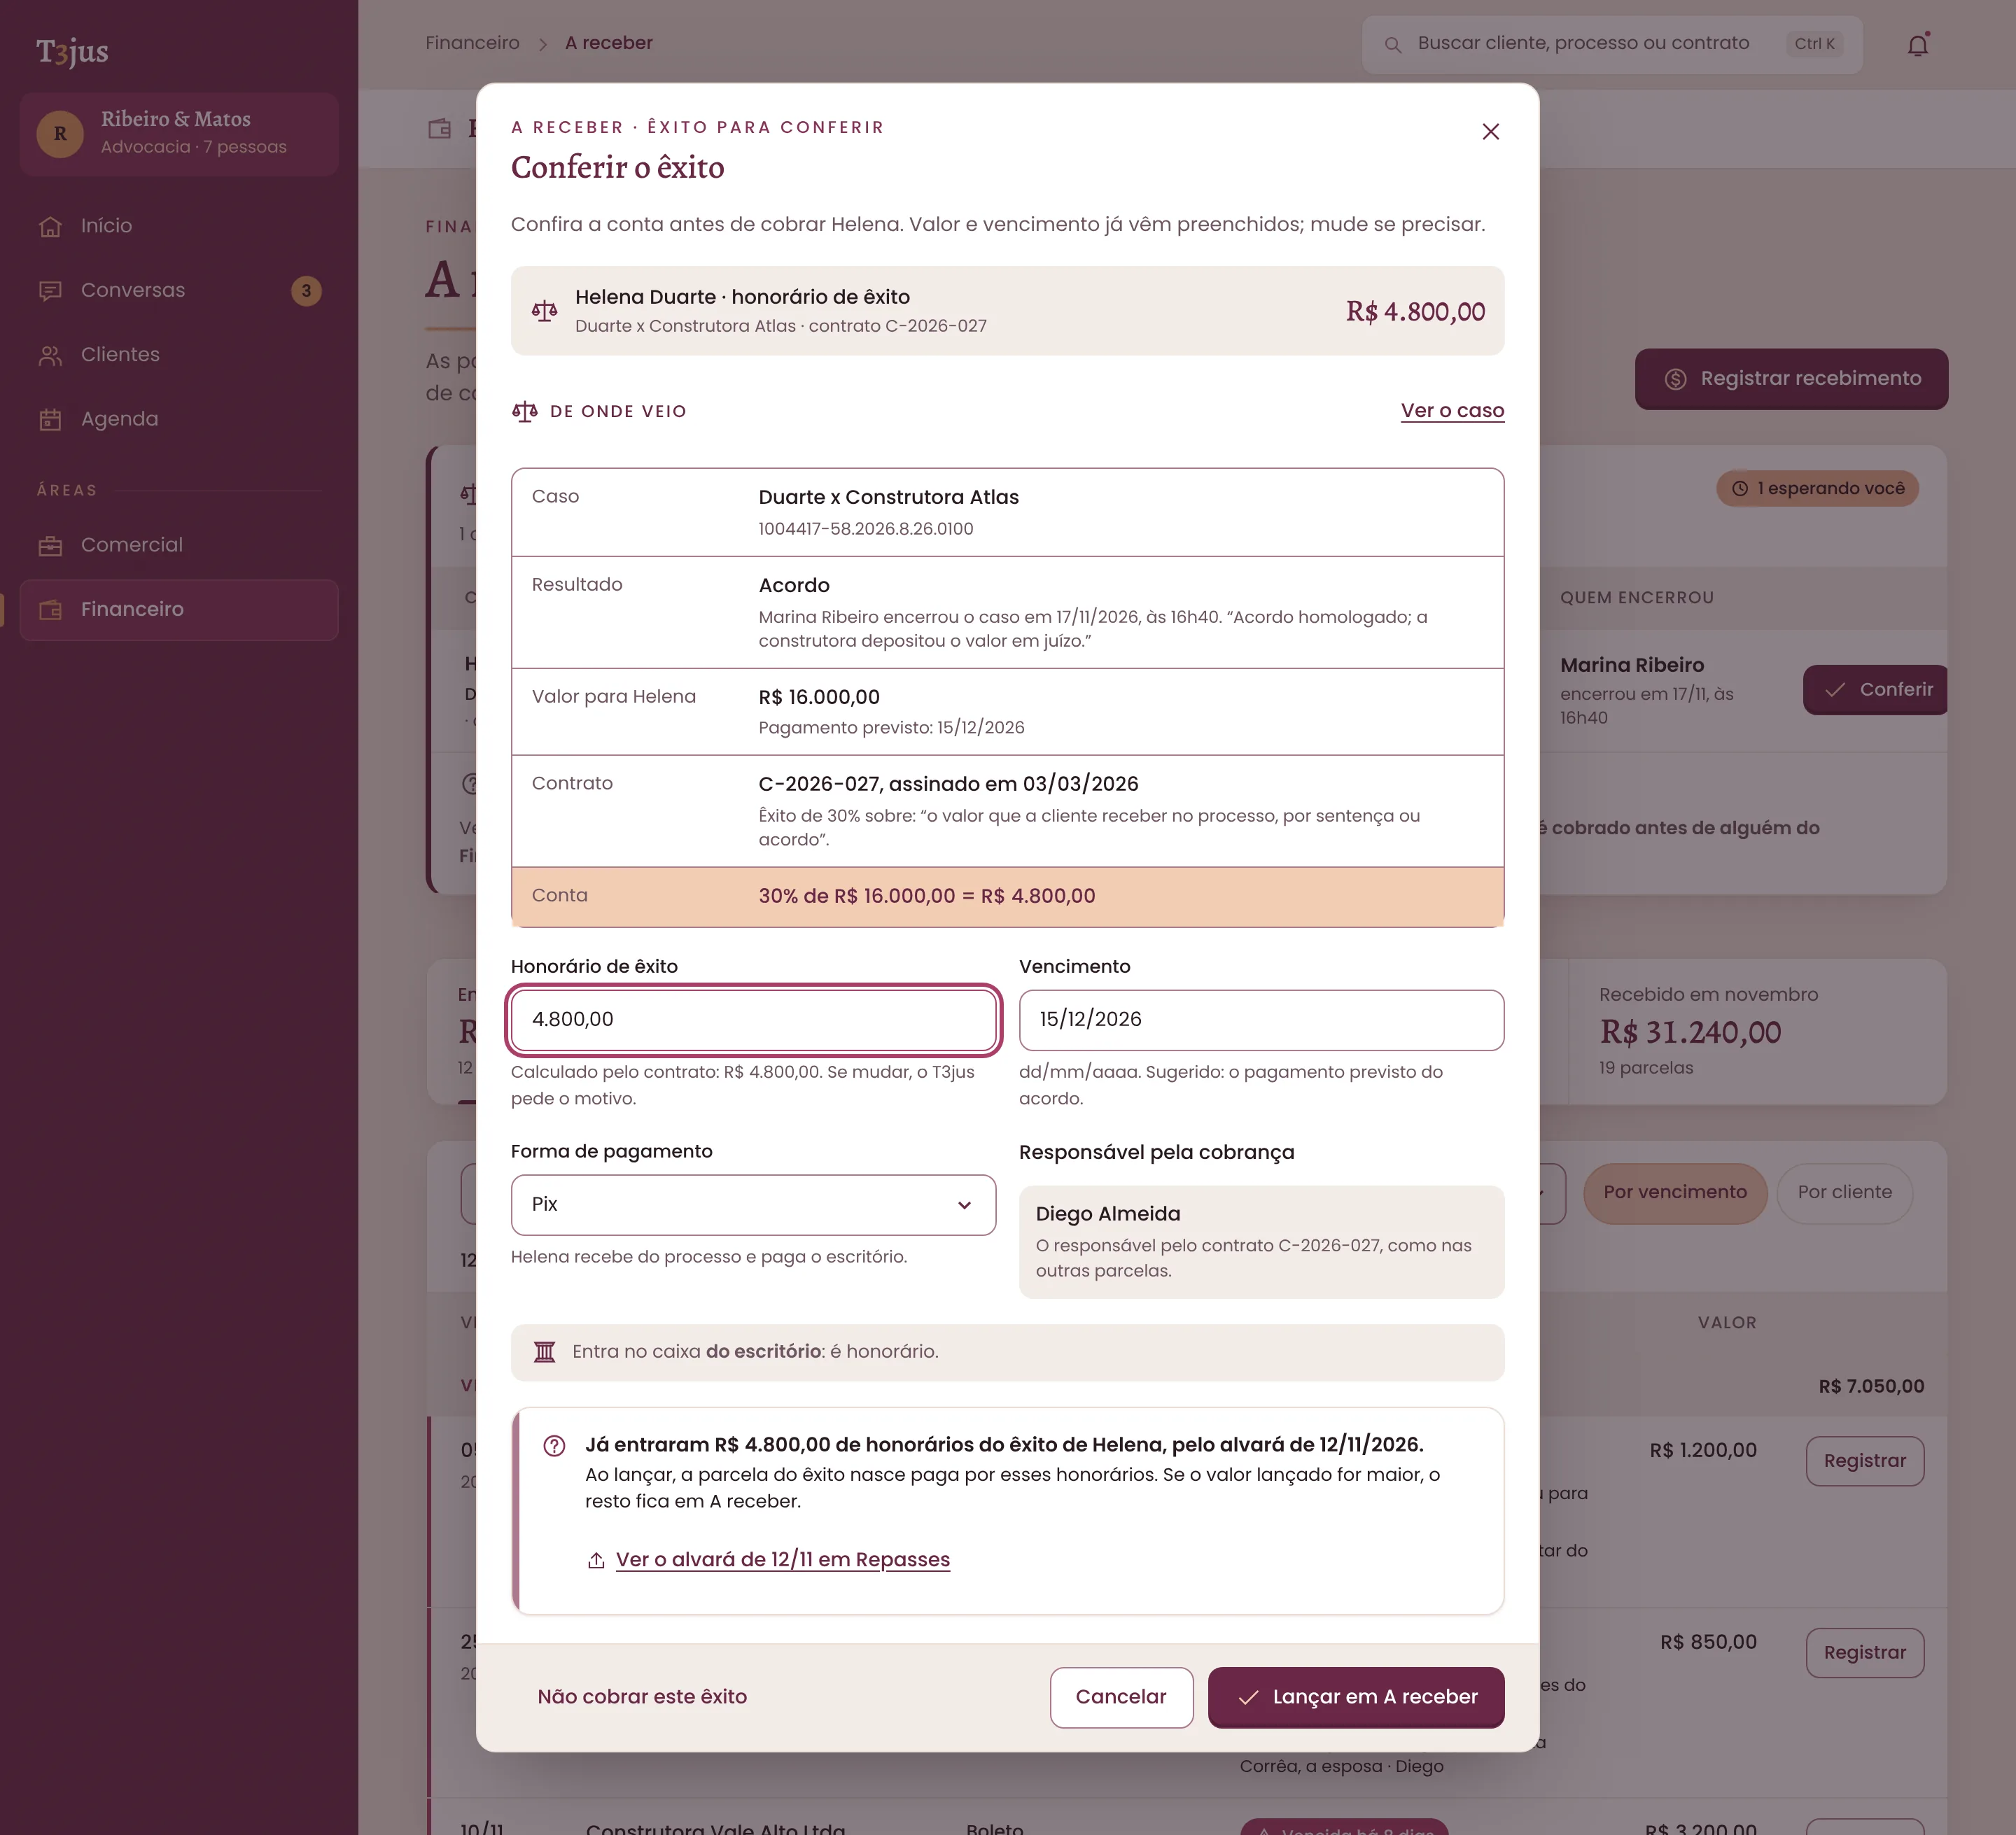 T3jus
R
Ribeiro & Matos
Advocacia · 7 pessoas
Início
Conversas
3
Clientes
Agenda
ÁREAS
Comercial
Financeiro
Financeiro
A receber
Buscar cliente, processo ou contrato
Ctrl K
A RECEBER · ÊXITO PARA CONFERIR
Conferir o êxito
Confira a conta antes de cobrar Helena. Valor e vencimento já vêm preenchidos; mude se precisar.
Helena Duarte · honorário de êxito
Duarte x Construtora Atlas · contrato C-2026-027
R$ 4.800,00
DE ONDE VEIO
Ver o caso
Caso
Duarte x Construtora Atlas
1004417-58.2026.8.26.0100
Resultado
Acordo
Marina Ribeiro encerrou o caso em 17/11/2026, às 16h40. “Acordo homologado; a
construtora depositou o valor em juízo.”
Valor para Helena
R$ 16.000,00
Pagamento previsto: 15/12/2026
Contrato
C-2026-027, assinado em 03/03/2026
Êxito de 30% sobre: “o valor que a cliente receber no processo, por sentença ou
acordo”.
Conta
30% de R$ 16.000,00 = R$ 4.800,00
Honorário de êxito
4.800,00
Calculado pelo contrato: R$ 4.800,00. Se mudar, o T3jus
pede o motivo.
Vencimento
15/12/2026
dd/mm/aaaa. Sugerido: o pagamento previsto do
acordo.
Forma de pagamento
Pix
Helena recebe do processo e paga o escritório.
Responsável pela cobrança
Diego Almeida
O responsável pelo contrato C-2026-027, como nas
outras parcelas.
Entra no caixa do escritório: é honorário.
Já entraram R$ 4.800,00 de honorários do êxito de Helena, pelo alvará de 12/11/2026.
Ao lançar, a parcela do êxito nasce paga por esses honorários. Se o valor lançado for maior, o
resto fica em A receber.
Ver o alvará de 12/11 em Repasses
Não cobrar este êxito
Cancelar
Lançar em A receber
Registrar recebimento
1 esperando você
QUEM ENCERROU
Marina Ribeiro
encerrou em 17/11, às
16h40
Conferir
é cobrado antes de alguém do
Recebido em novembro
R$ 31.240,00
19 parcelas
Por vencimento
Por cliente
VALOR
R$ 7.050,00
R$ 1.200,00
Registrar
para
do
R$ 850,00
Registrar
do
Corrêa, a esposa · Diego
10/11
Construtora Vale Alto Ltda
Boleto
Vencida há 8 dias
R$ 3.200,00